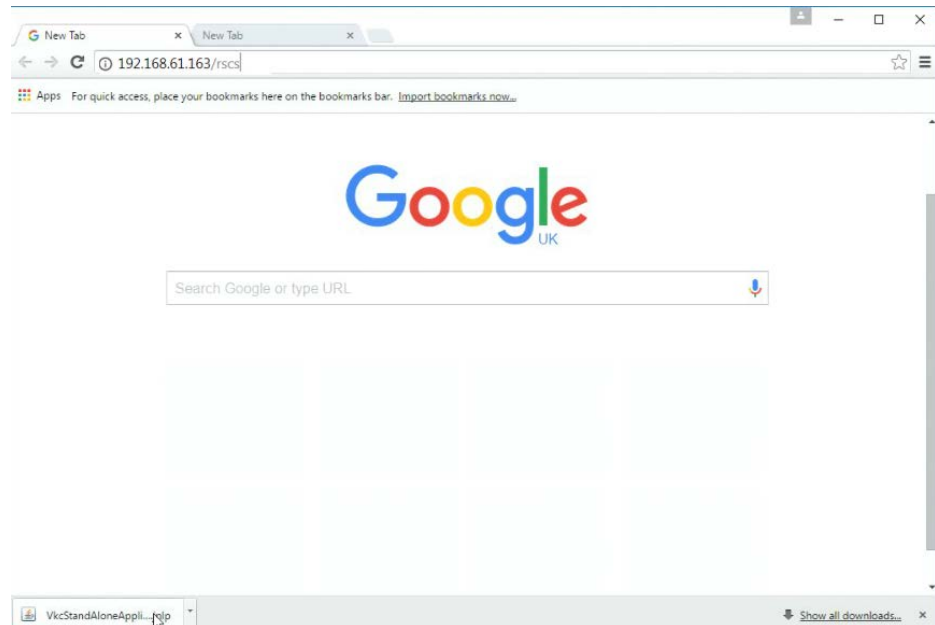 New Tab
New Tab
192.168.61.163/rscs
Apps For quick access, place your bookmarks here on the bookmarks bar. Import bookmarks now...
Google
UK
Search Google or type URL
Show all downloads...